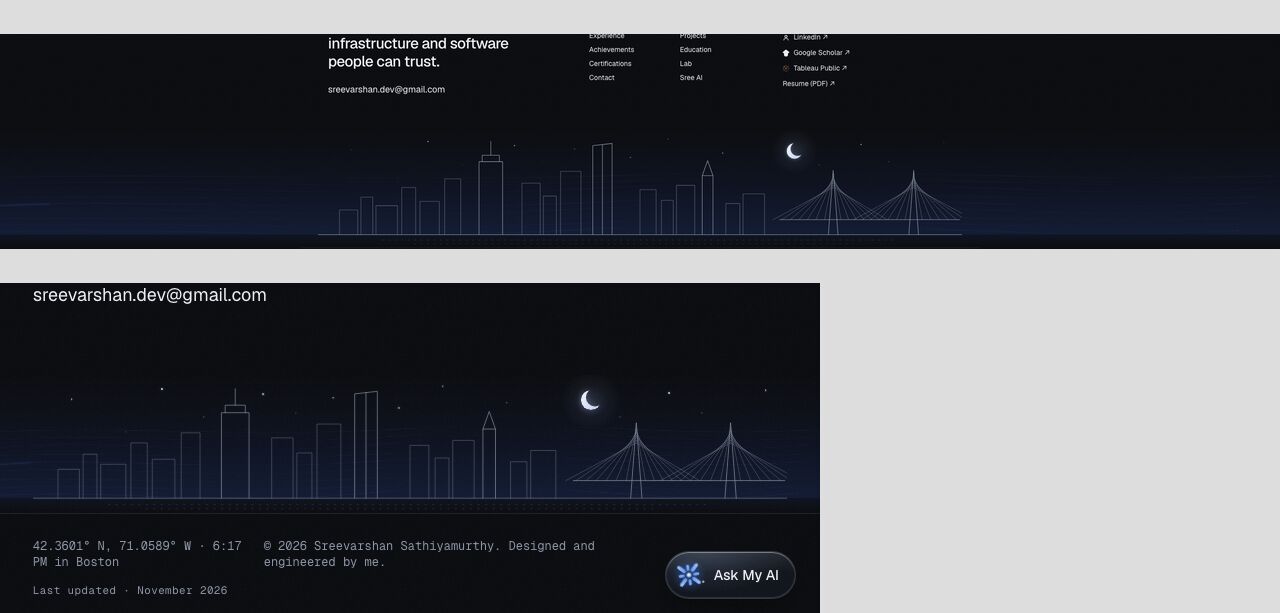 infrastructure and software
people can trust.
sreevarshan.dev@gmail.com
Experience
Achievements
Certifications
Contact
Projects
Education
Lab
Sree AI
LinkedIn ↗
Google Scholar ↗
Tableau Public ↗
Resume (PDF) ↗
sreevarshan.dev@gmail.com
42.3601° N, 71.0589° W · 6:17
PM in Boston
Last updated · November 2026
© 2026 Sreevarshan Sathiyamurthy. Designed and
engineered by me.
Ask My AI